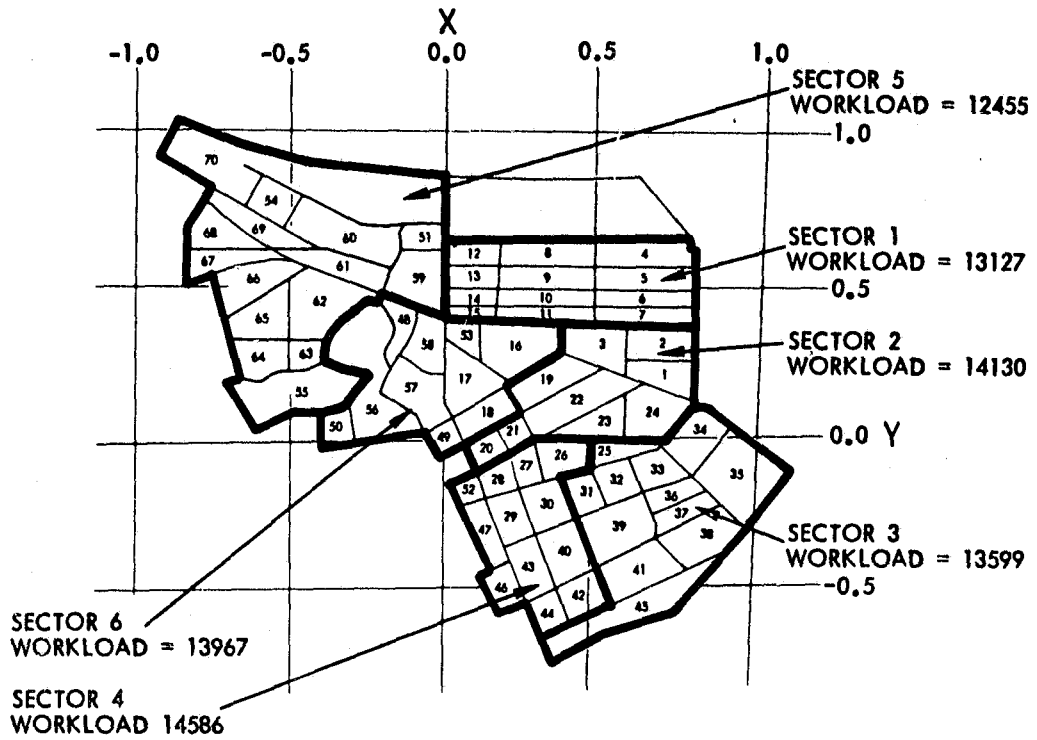 X
-1.0 -0.5 0.0 0.5 1.0
SECTOR 5
WORKLOAD = 12455
1.0
70
54
68 69 60 51
12 8 4
SECTOR 1
WORKLOAD = 13127
67 66 61 59
13 9 5
0.5
62
14 10 6
15 11 7
65 48 58 53 16 3 2
SECTOR 2
WORKLOAD = 14130
64 63
17 19 1
55 57
56 18 22 24
50 49 20 21 23
34
0.0 Y
26 25
52 28 27 31 32 33 35
47 29 30 36
39 37 38
SECTOR 3
WORKLOAD = 13599
43 40
46 42 41
-0.5
44 45
SECTOR 6
WORKLOAD = 13967
SECTOR 4
WORKLOAD 14586